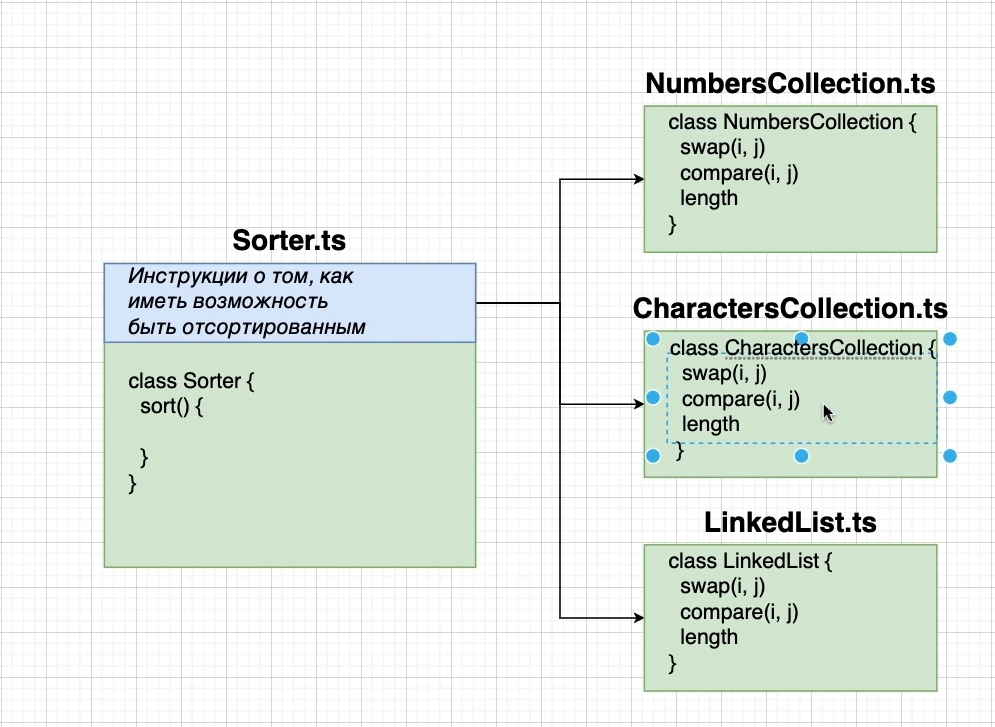 Sorter.ts
Инструкции о том, как
иметь возможность
быть отсортированным
class Sorter {
sort() {
}
}
NumbersCollection.ts
class NumbersCollection {
swap(i, j)
compare(i, j)
length
}
CharactersCollection.ts
class CharactersCollection {
swap(i, j)
compare(i, j)
length
}
LinkedList.ts
class LinkedList {
swap(i, j)
compare(i, j)
length
}